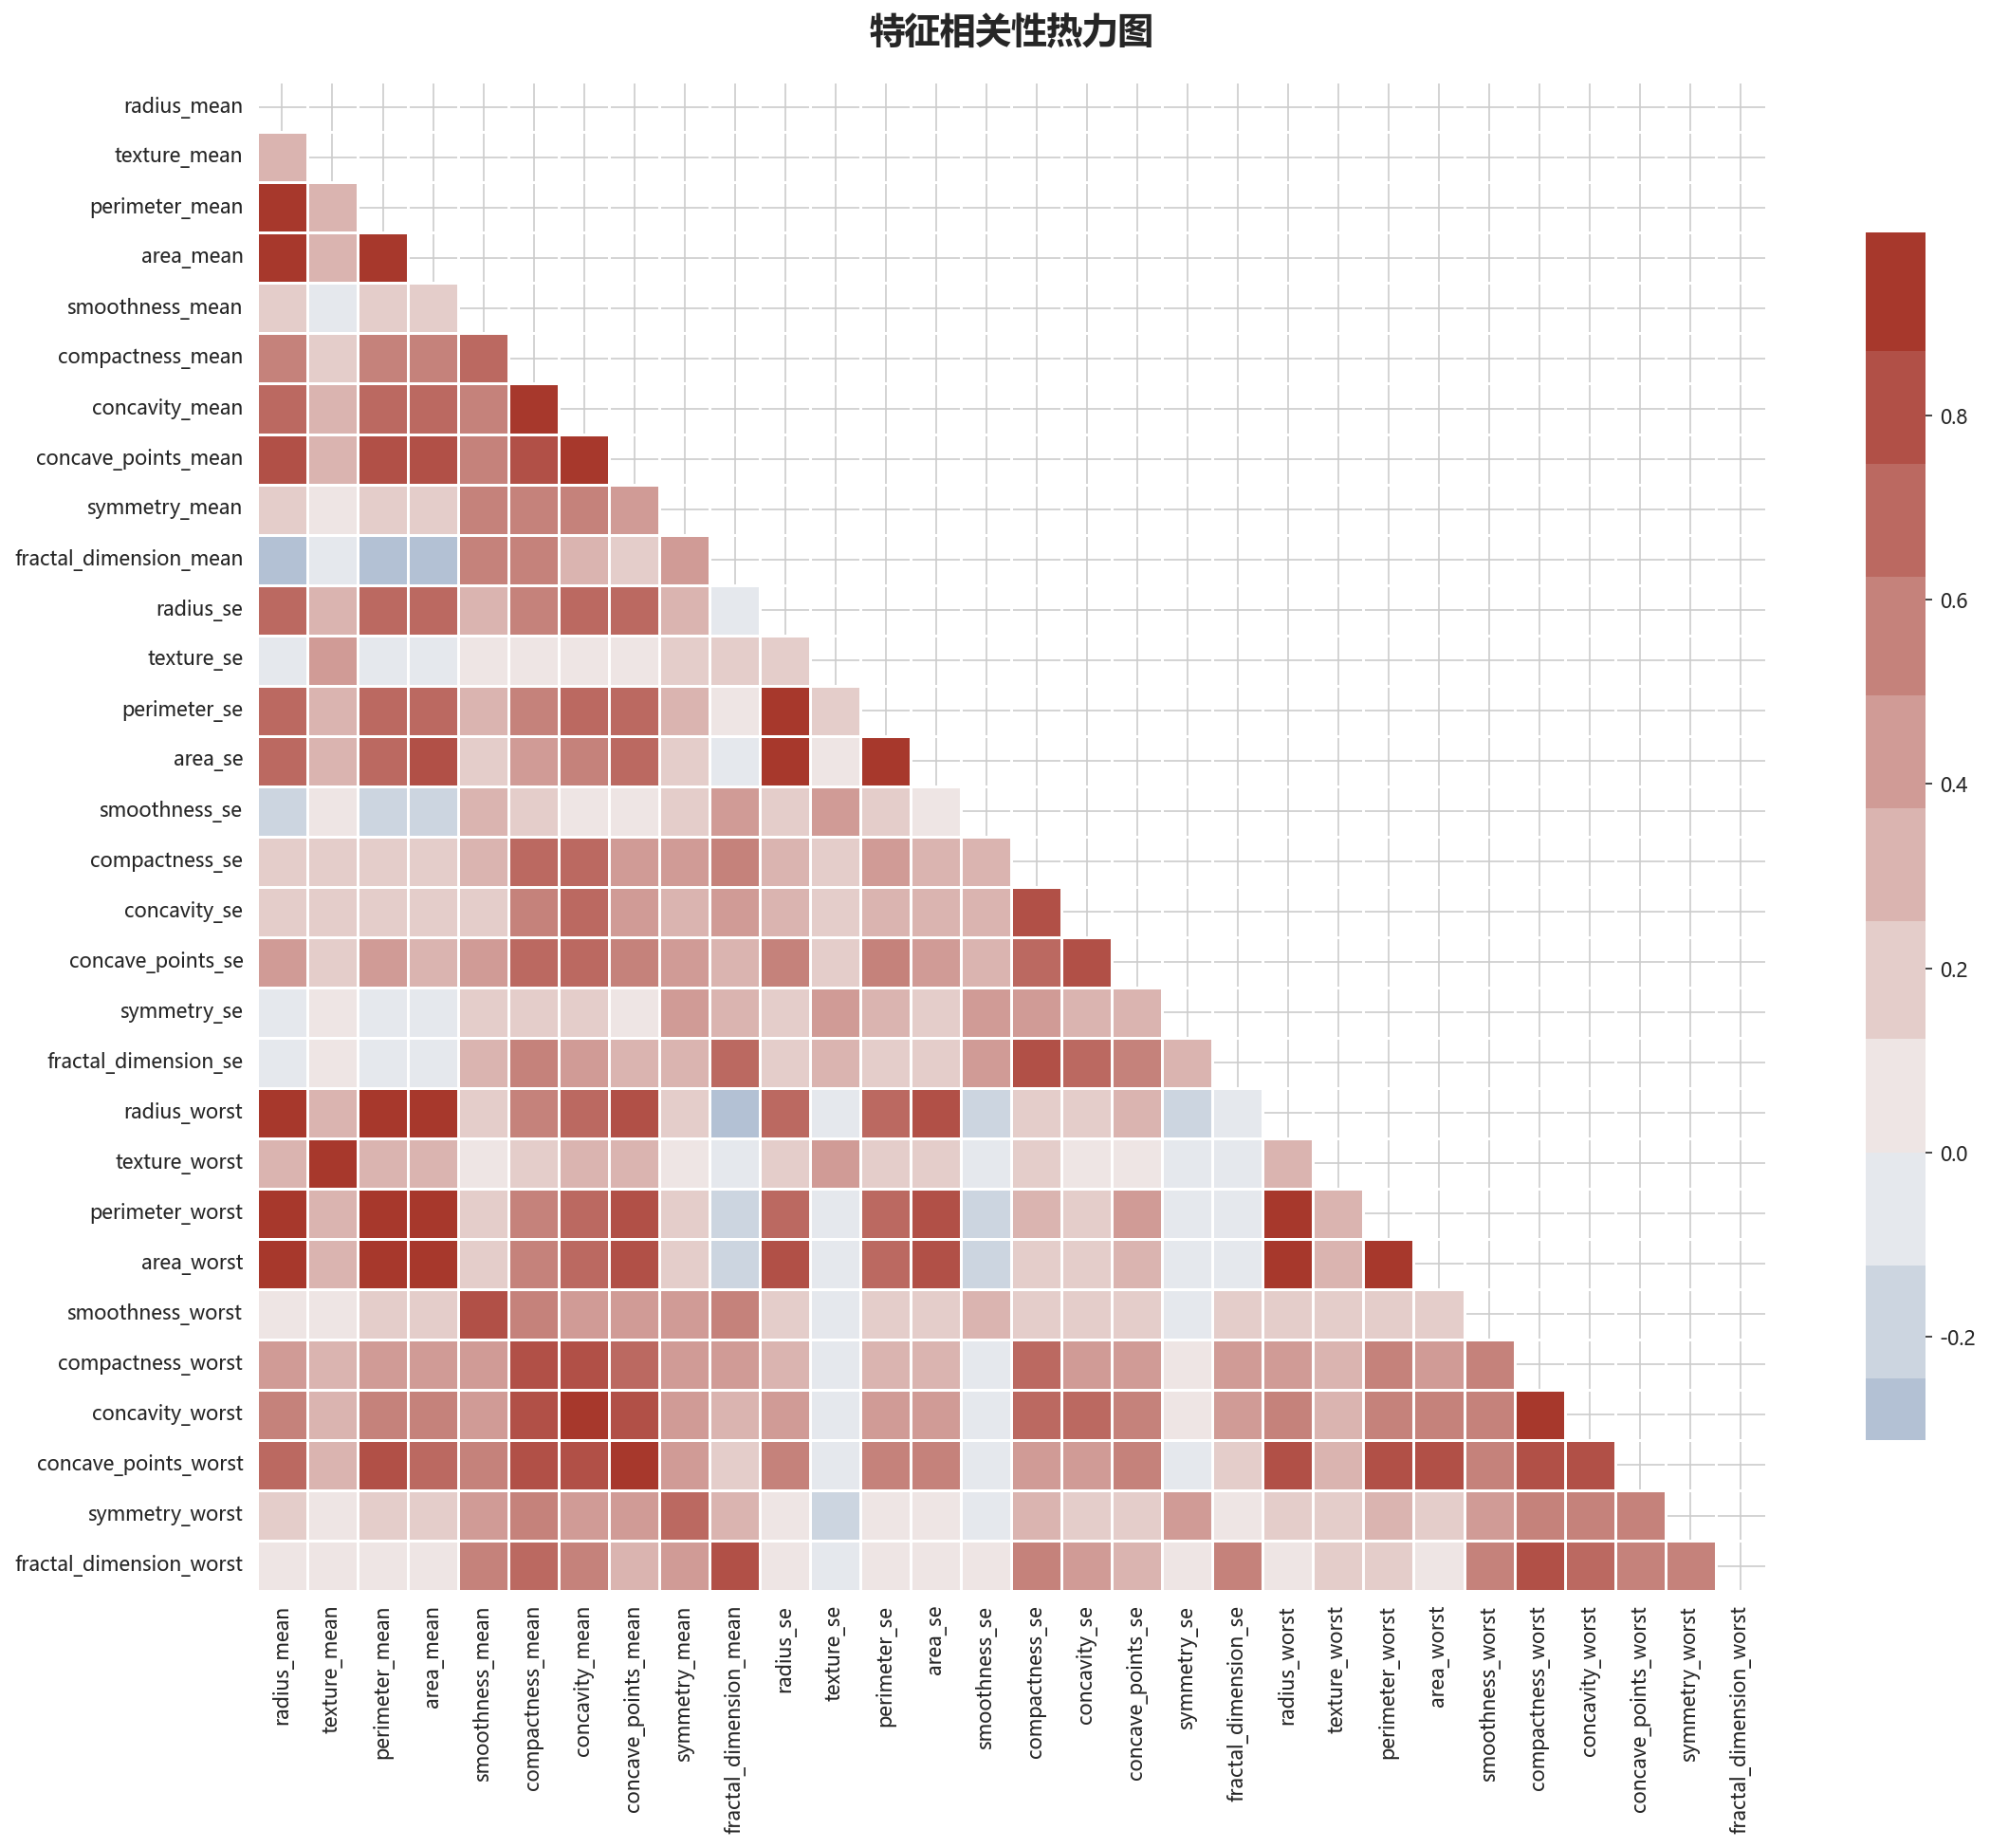 特征相关性热力图
radius_mean
texture_mean
perimeter_mean
area_mean
smoothness_mean
compactness_mean
concavity_mean
concave_points_mean
symmetry_mean
fractal_dimension_mean
radius_se
texture_se
perimeter_se
area_se
smoothness_se
compactness_se
concavity_se
concave_points_se
symmetry_se
fractal_dimension_se
radius_worst
texture_worst
perimeter_worst
area_worst
smoothness_worst
compactness_worst
concavity_worst
concave_points_worst
symmetry_worst
fractal_dimension_worst
radius_mean
texture_mean
perimeter_mean
area_mean
smoothness_mean
compactness_mean
concavity_mean
concave_points_mean
symmetry_mean
fractal_dimension_mean
radius_se
texture_se
perimeter_se
area_se
smoothness_se
compactness_se
concavity_se
concave_points_se
symmetry_se
fractal_dimension_se
radius_worst
texture_worst
perimeter_worst
area_worst
smoothness_worst
compactness_worst
concavity_worst
concave_points_worst
symmetry_worst
fractal_dimension_worst
0.8
0.6
0.4
0.2
0.0
-0.2